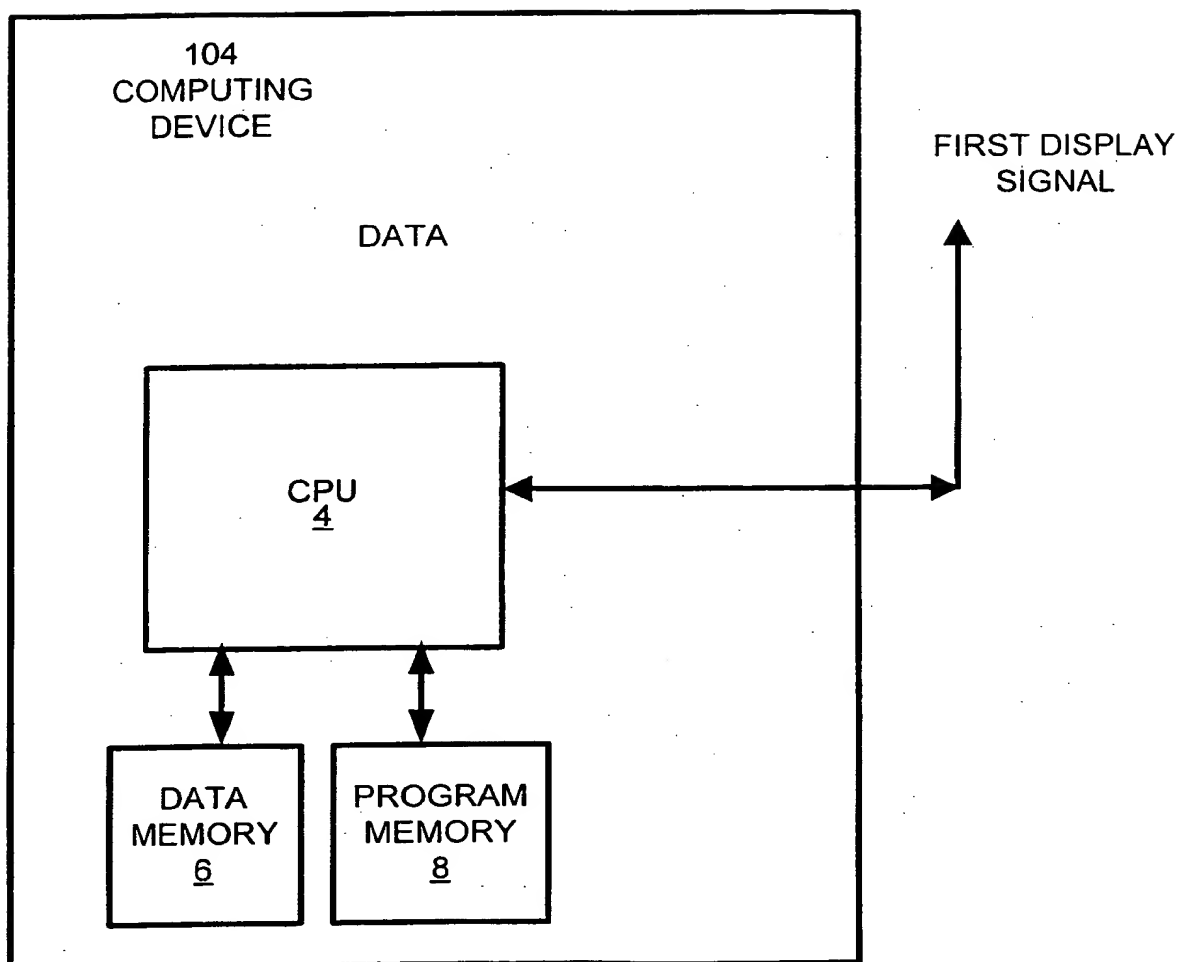 104
COMPUTING
DEVICE
FIRST DISPLAY
SIGNAL
DATA
CPU
4
DATA
MEMORY
6
PROGRAM
MEMORY
8